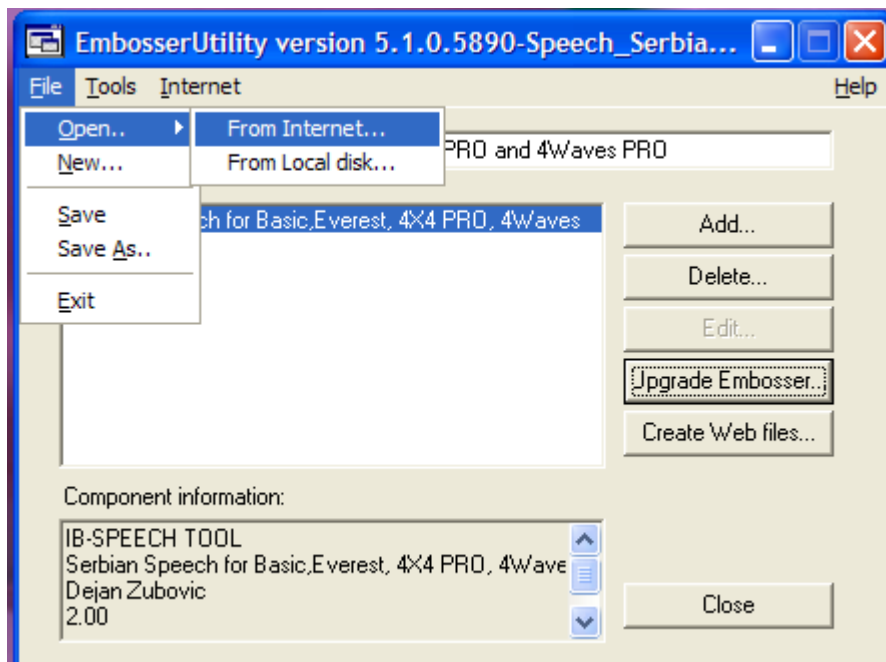 EmbosserUtility version 5.1.0.5890-Speech_Serbia...
File Tools Internet Help
Open..
From Internet...
New...
From Local disk...
PRO and 4Waves PRO
Save
Save As..
Exit
ch for Basic,Everest, 4X4 PRO, 4Waves
Add...
Delete...
Edit...
Upgrade Embosser..
Create Web files...
Component information:
IB-SPEECH TOOL
Serbian Speech for Basic,Everest, 4X4 PRO, 4Wave
Dejan Zubovic
2.00
Close